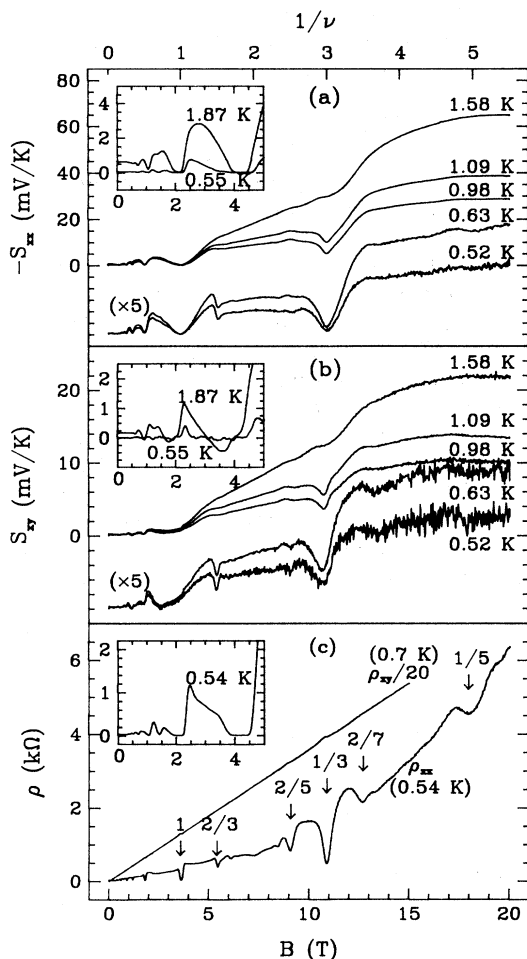 1/ν
0 1 2 3 4 5
(a)
80
60
40
20
0
−S_xx (mV/K)
4
2
0
1.87 K
0.55 K
0 2 4
1.58 K
1.09 K
0.98 K
0.63 K
0.52 K
(×5)
(b)
20
10
0
S_xy (mV/K)
2
1
0
1.87 K
0.55 K
0 2 4
1.58 K
1.09 K
0.98 K
0.63 K
0.52 K
(×5)
(c)
6
4
2
0
ρ (kΩ)
2
1
0
0.54 K
0 2 4
(0.7 K)
ρ_xy/20
1/5
2/7
1/3
2/5
2/3
1
ρ_xx
(0.54 K)
0 5 10 15 20
B (T)